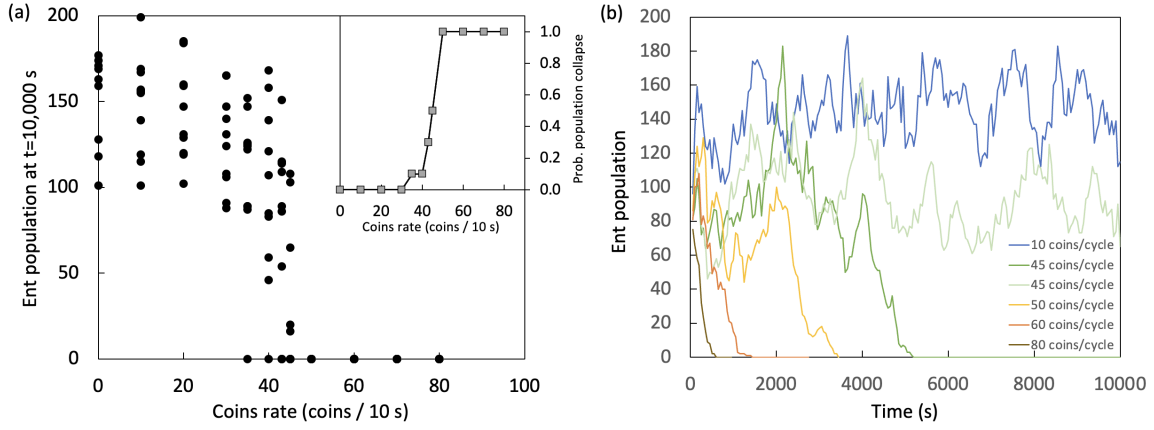 (a)
200
150
100
50
0
Ent population at t=10,000 s
0 20 40 60 80 100
Coins rate (coins / 10 s)
1.0
0.8
0.6
0.4
0.2
0.0
Prob. population collapse
0 20 40 60 80
Coins rate (coins / 10 s)
(b)
200
180
160
140
120
100
80
60
40
20
0
Ent population
10 coins/cycle
45 coins/cycle
45 coins/cycle
50 coins/cycle
60 coins/cycle
80 coins/cycle
0 2000 4000 6000 8000 10000
Time (s)